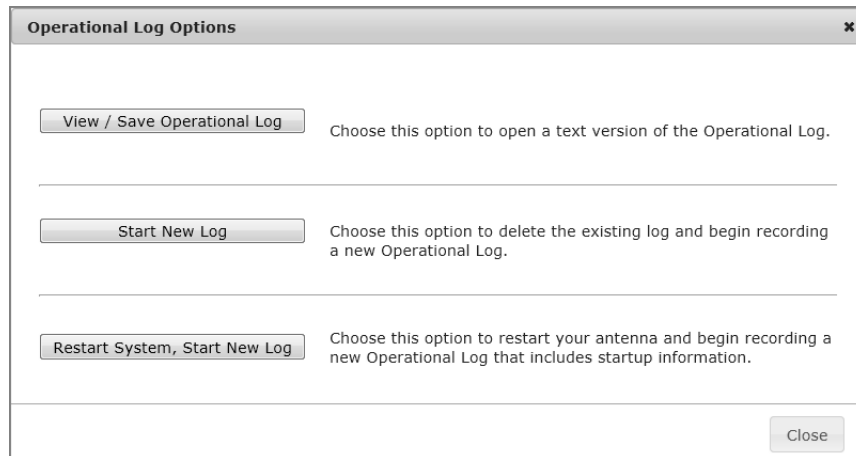 Operational Log Options
View / Save Operational Log
Choose this option to open a text version of the Operational Log.
Start New Log
Choose this option to delete the existing log and begin recording
a new Operational Log.
Restart System, Start New Log
Choose this option to restart your antenna and begin recording a
new Operational Log that includes startup information.
Close